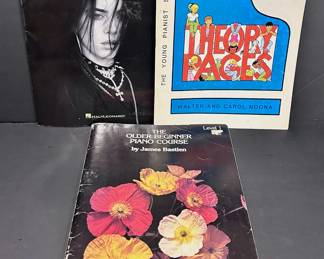 HAL•LEONARD
THE YOUNG PIANIST'S
THEORY
PAGES
WALTER AND CAROL NOONA
Level 1
THE
OLDER BEGINNER
PIANO COURSE
by James Bastien